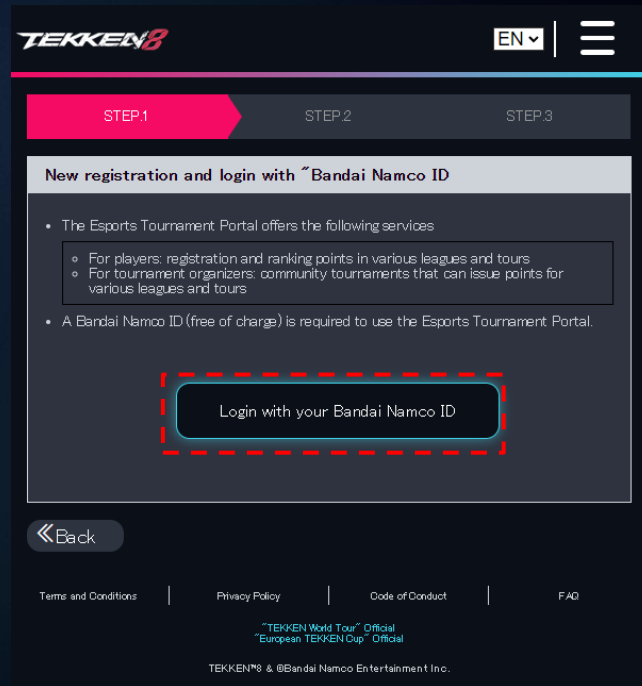 TEKKEN8
EN
STEP.1 STEP.2 STEP.3
New registration and login with ˝Bandai Namco ID
• The Esports Tournament Portal offers the following services
○ For players: registration and ranking points in various leagues and tours
○ For tournament organizers: community tournaments that can issue points for
various leagues and tours
• A Bandai Namco ID (free of charge) is required to use the Esports Tournament Portal.
Login with your Bandai Namco ID
≪Back
Terms and Conditions | Privacy Policy | Code of Conduct | FAQ
˝TEKKEN World Tour˝ Official
˝European TEKKEN Cup˝ Official
TEKKEN™8 & ©Bandai Namco Entertainment Inc.